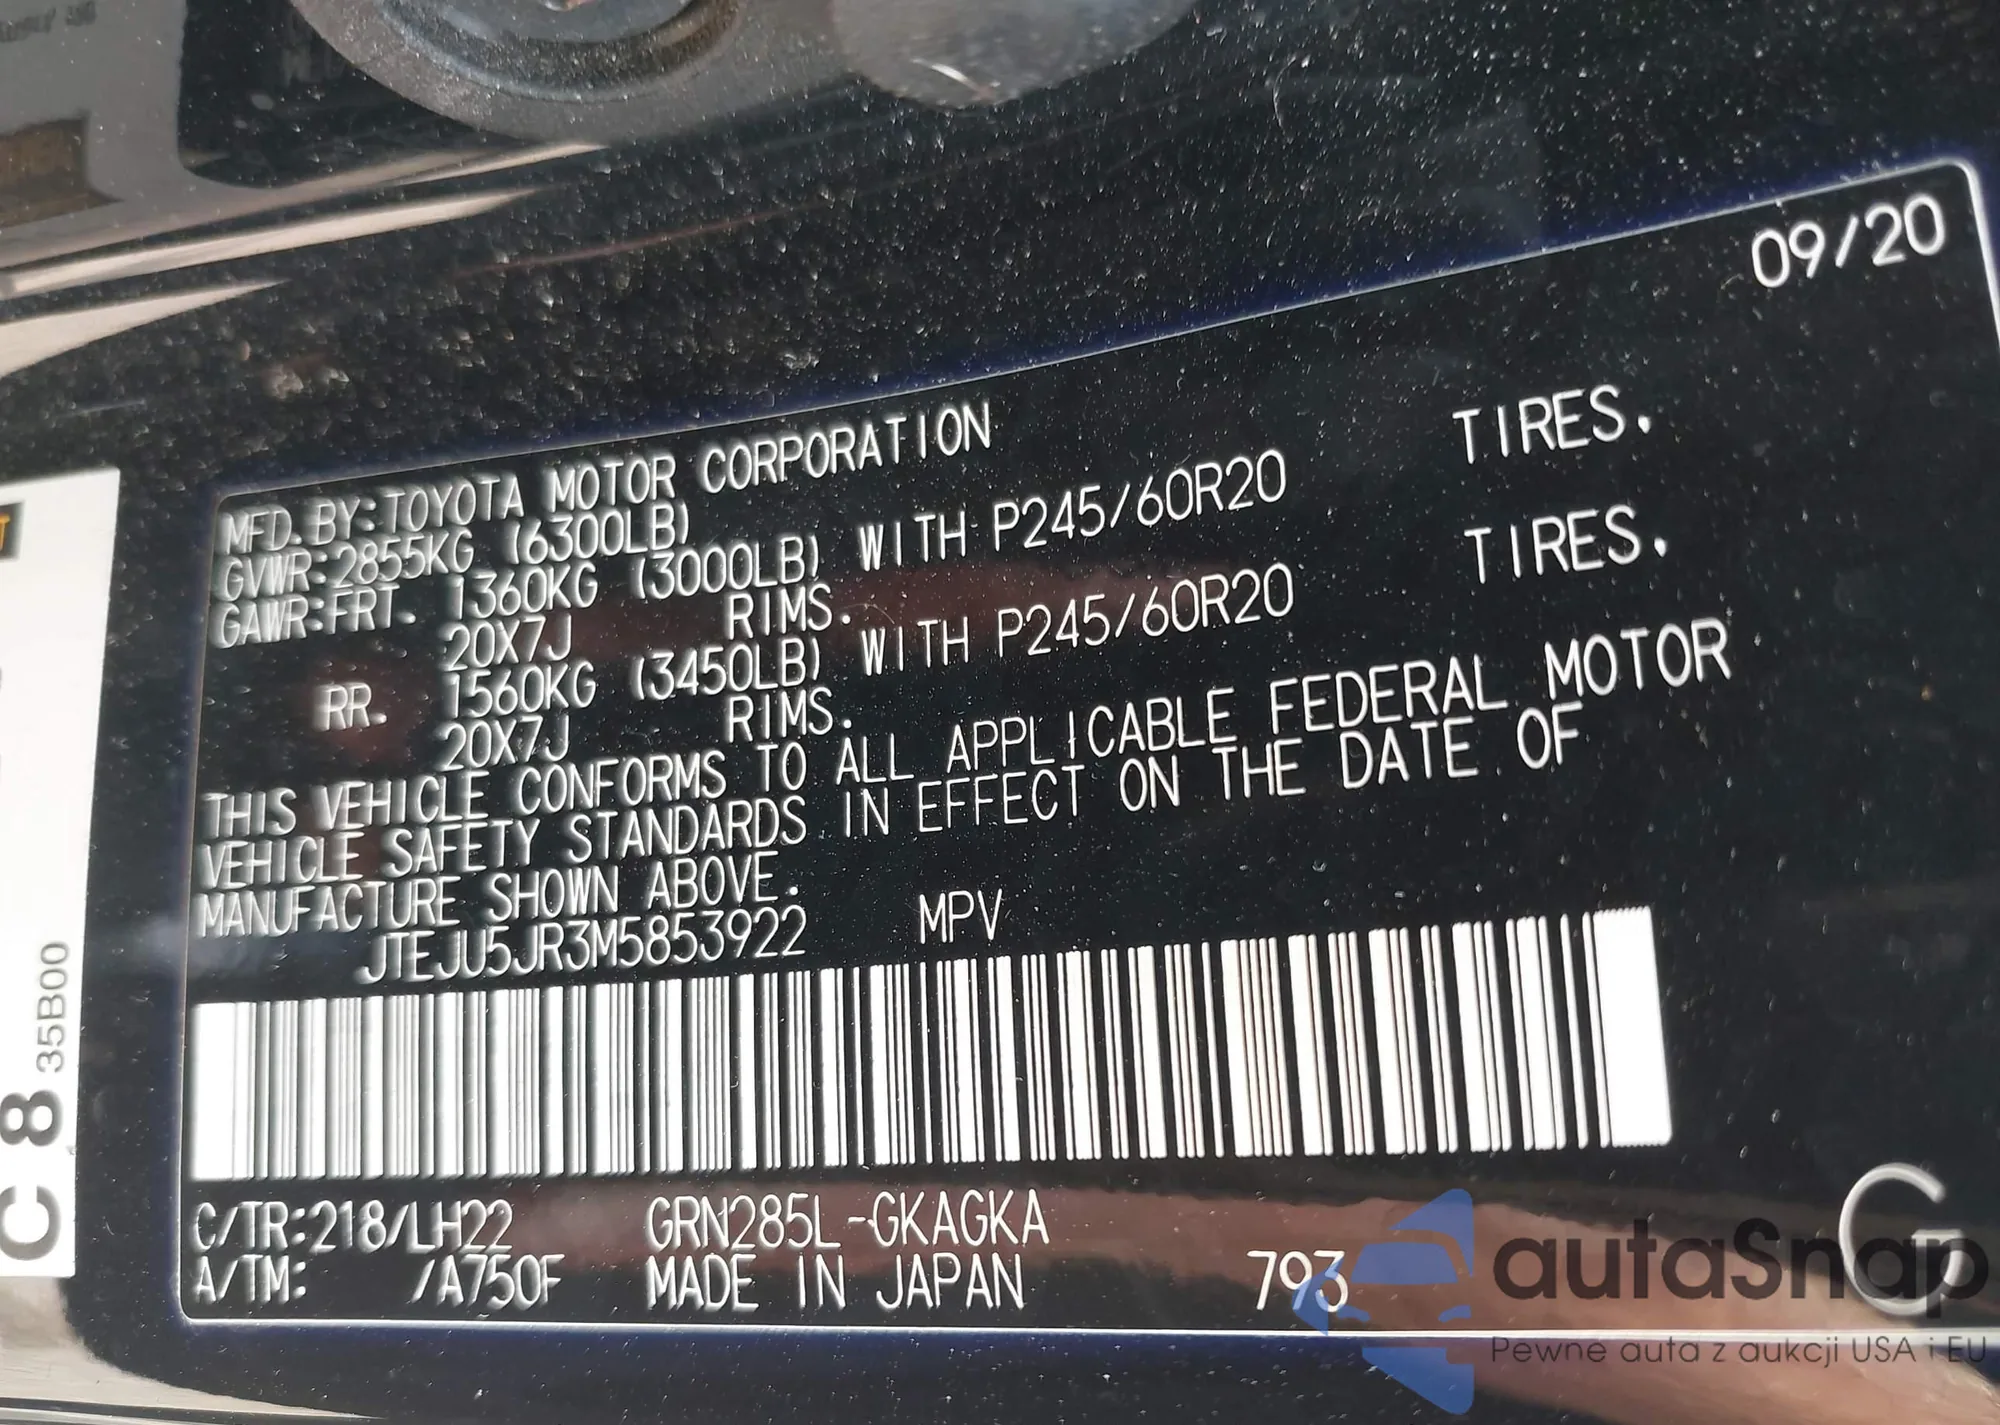 09/20
MFD. BY:TOYOTA MOTOR CORPORATION
GVWR:2855KG (6300LB)
GAWR:FRT. 1360KG (3000LB) WITH P245/60R20 TIRES.
20X7J RIMS.
RR. 1560KG (3450LB) WITH P245/60R20 TIRES.
20X7J RIMS.
THIS VEHICLE CONFORMS TO ALL APPLICABLE FEDERAL MOTOR
VEHICLE SAFETY STANDARDS IN EFFECT ON THE DATE OF
MANUFACTURE SHOWN ABOVE.
JTEJU5JR3M5853922 MPV
C/TR:218/LH22 GRN285L-GKAGKA
A/TM: /A750F MADE IN JAPAN 793
G
C8 35B00
autaSnap
Pewne auta z aukcji USA i EU